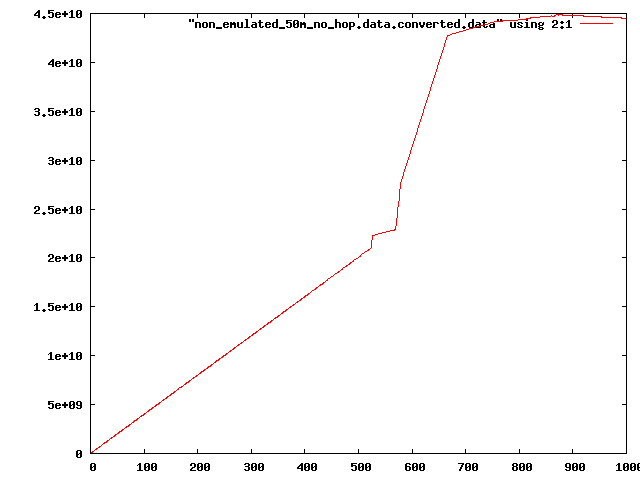 4.5e+10
"non_emulated_50m_no_hop.data.converted.data" using 2:1
4e+10
3.5e+10
3e+10
2.5e+10
2e+10
1.5e+10
1e+10
5e+09
0
0 100 200 300 400 500 600 700 800 900 1000